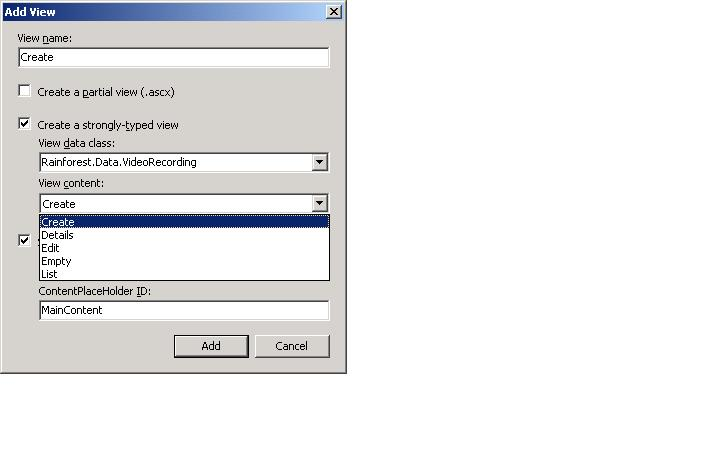 Add View
View name:
Create
Create a partial view (.ascx)
Create a strongly-typed view
View data class:
Rainforest.Data.VideoRecording
View content:
Create
Create
Details
Edit
Empty
List
ContentPlaceHolder ID:
MainContent
Add Cancel